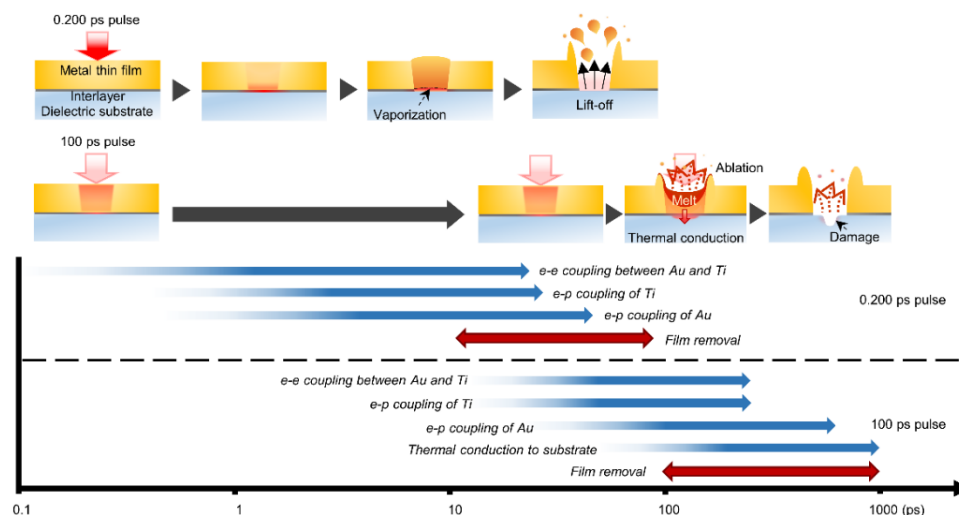 0.200 ps pulse
Metal thin film
Interlayer
Dielectric substrate
Vaporization
Lift-off
100 ps pulse
Ablation
Melt
Thermal conduction
Damage
e-e coupling between Au and Ti
e-p coupling of Ti
e-p coupling of Au
Film removal
0.200 ps pulse
e-e coupling between Au and Ti
e-p coupling of Ti
e-p coupling of Au
Thermal conduction to substrate
Film removal
100 ps pulse
0.1 1 10 100 1000 (ps)